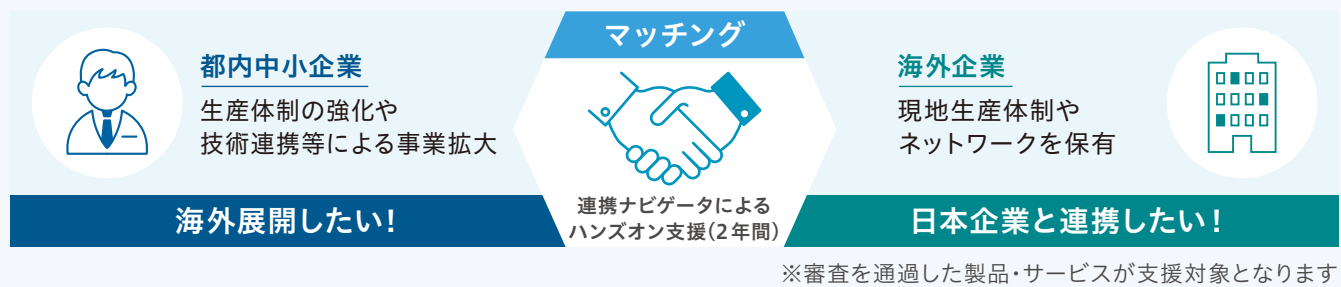 都内中小企業
生産体制の強化や
技術連携等による事業拡大
海外展開したい！
マッチング
連携ナビゲータによる
ハンズオン支援（2年間）
海外企業
現地生産体制や
ネットワークを保有
日本企業と連携したい！
※審査を通過した製品・サービスが支援対象となります